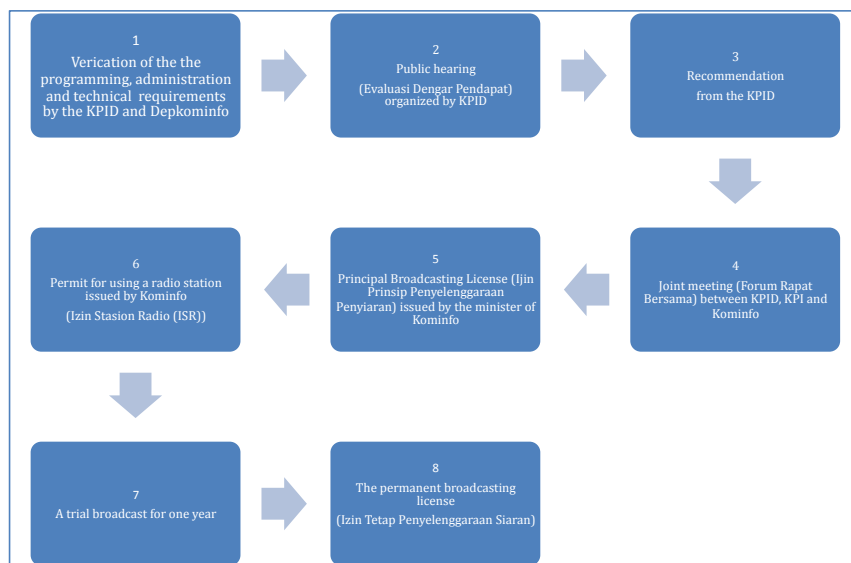 1
Verication of the the
programming, administration
and technical requirements
by the KPID and Depkominfo
2
Public hearing
(Evaluasi Dengar Pendapat)
organized by KPID
3
Recommendation
from the KPID
4
Joint meeting (Forum Rapat
Bersama) between KPID, KPI and
Kominfo
5
Principal Broadcasting License (Ijin
Prinsip Penyelenggaraan
Penyiaran) issued by the minister of
Kominfo
6
Permit for using a radio station
issued by Kominfo
(Izin Stasion Radio (ISR))
7
A trial broadcast for one year
8
The permanent broadcasting
license
(Izin Tetap Penyelenggaraan Siaran)